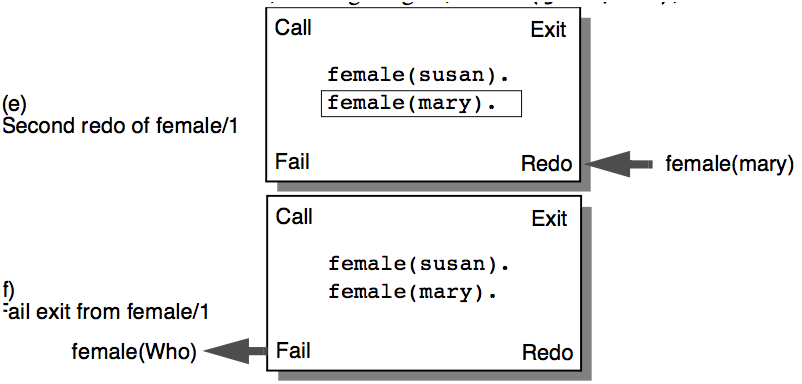 Call Exit
female(susan).
(e)
female(mary).
Second redo of female/1
Fail Redo female(mary)
Call Exit
female(susan).
f)
female(mary).
ail exit from female/1
female(Who) Fail Redo